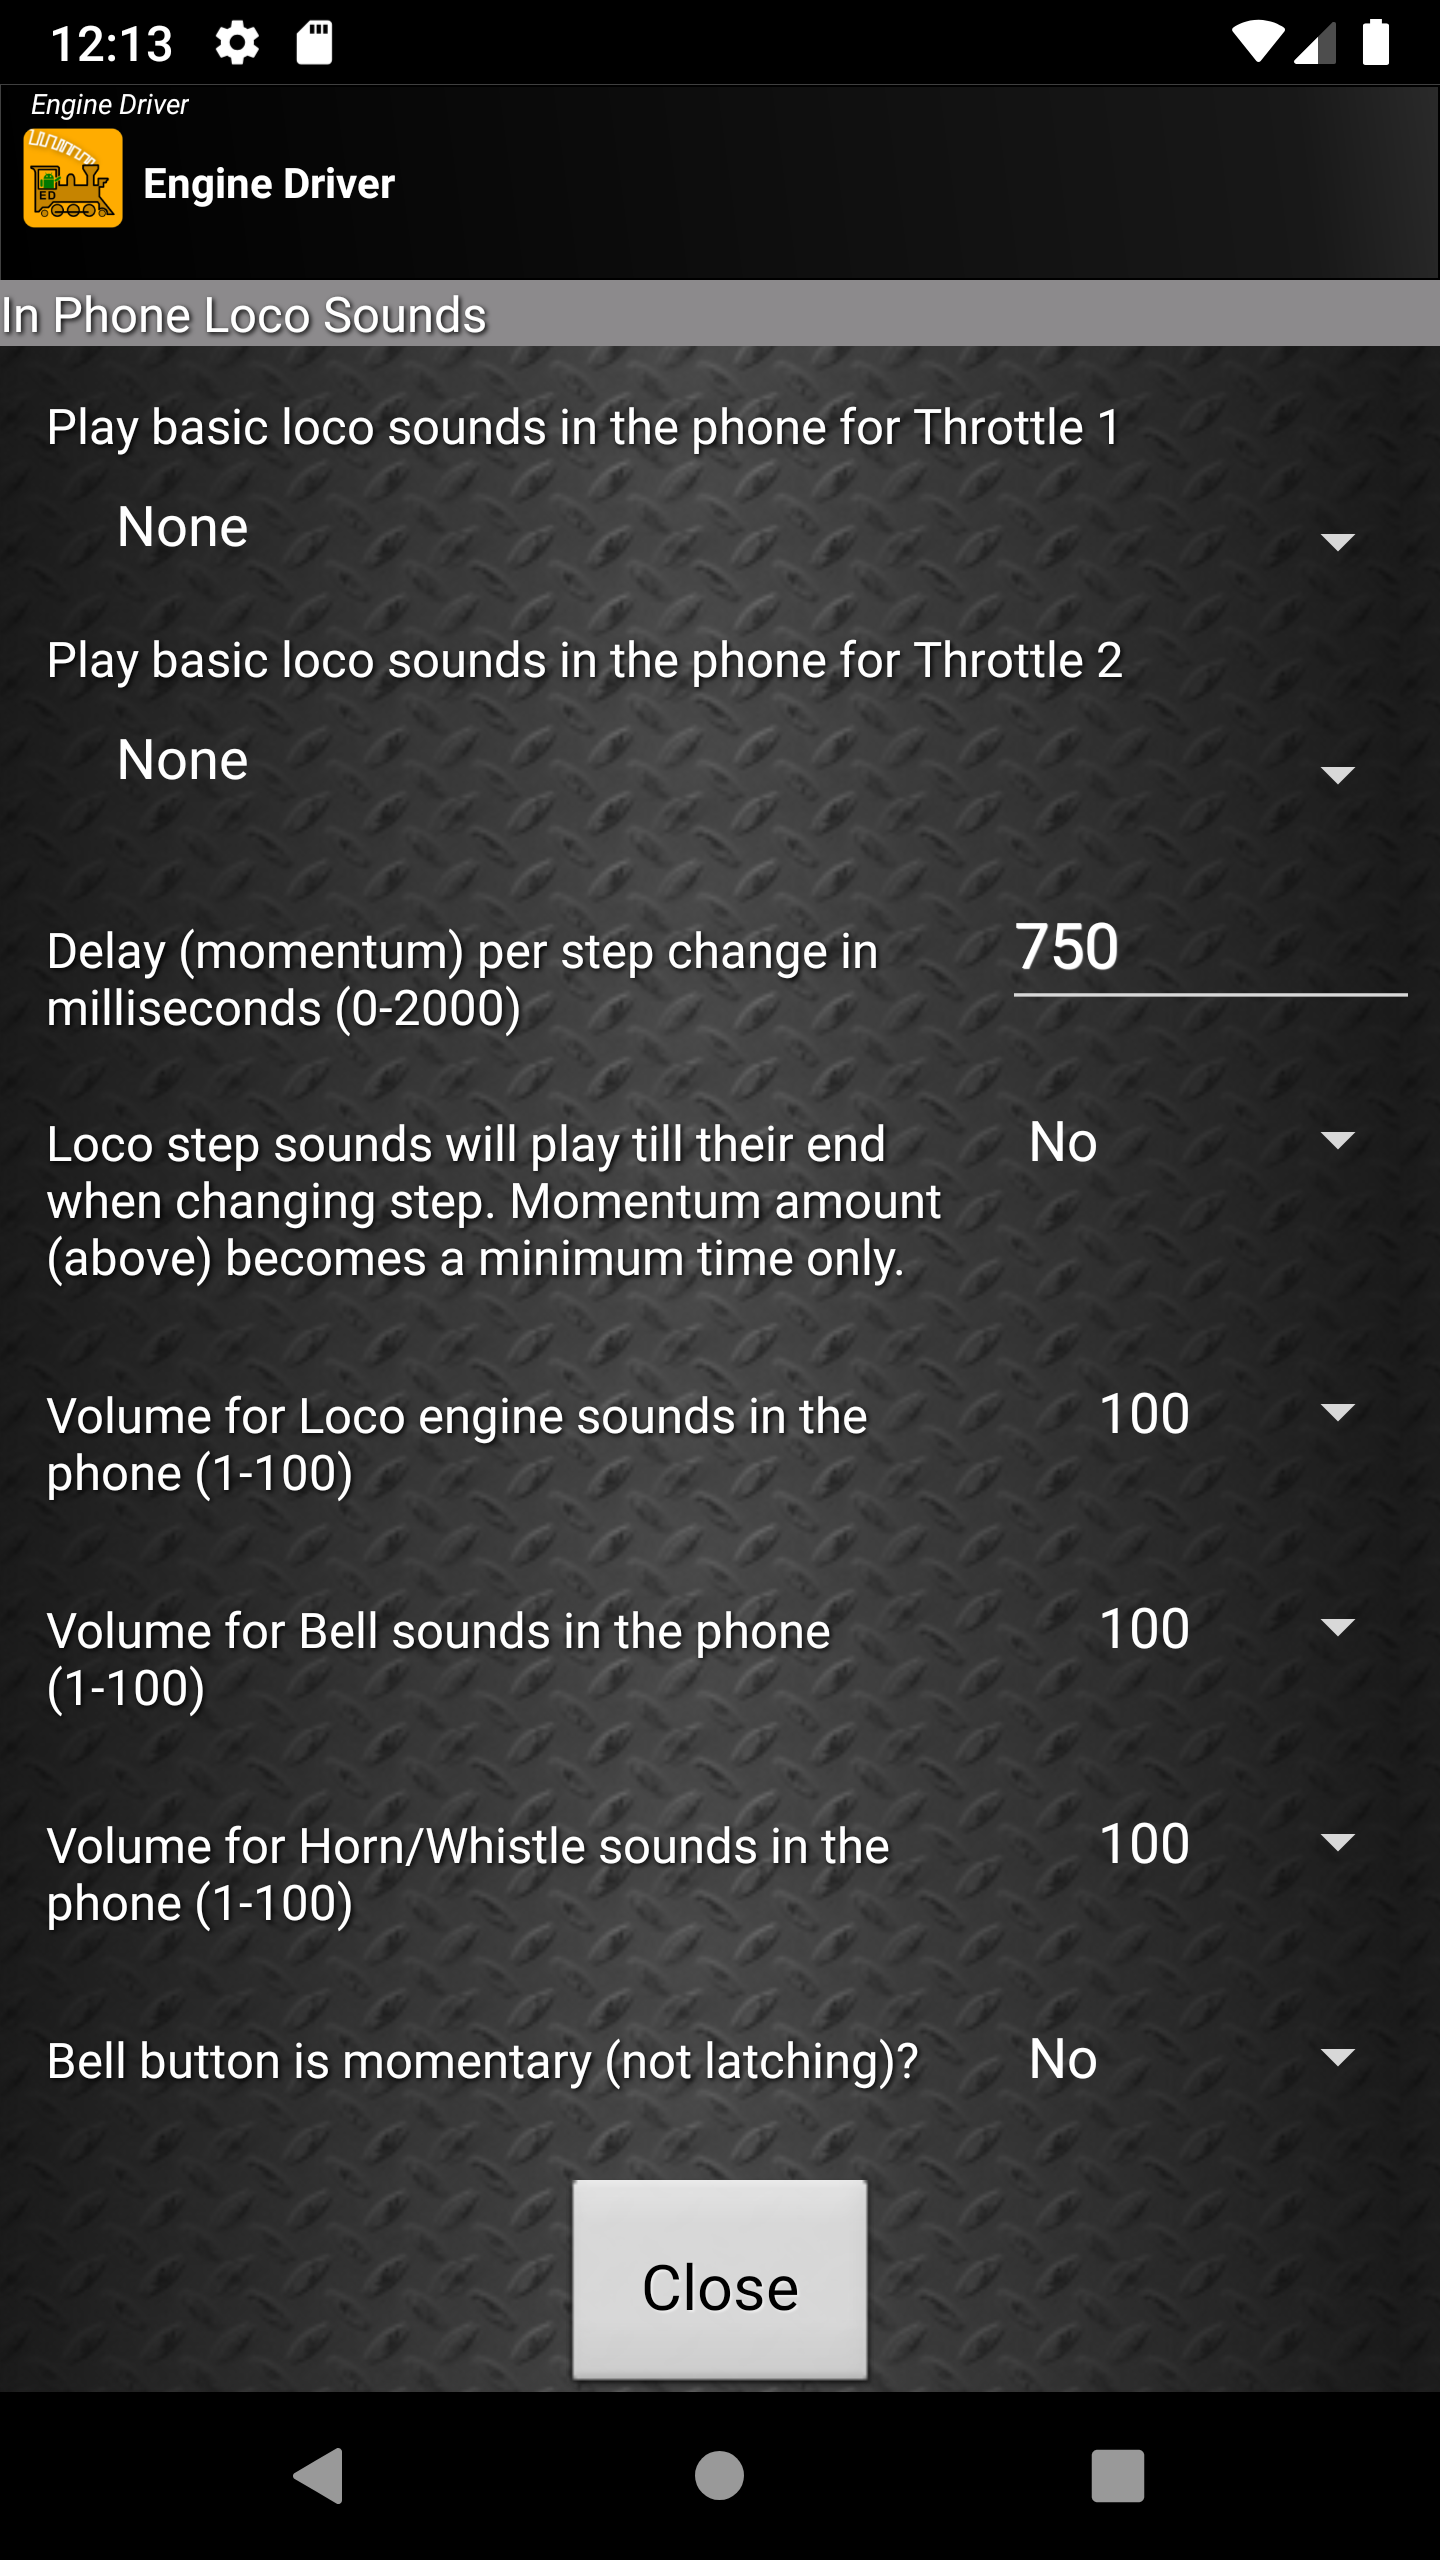 12:13
Engine Driver
ED
Engine Driver
In Phone Loco Sounds
Play basic loco sounds in the phone for Throttle 1
None
Play basic loco sounds in the phone for Throttle 2
None
Delay (momentum) per step change in
milliseconds (0-2000)
750
Loco step sounds will play till their end
when changing step. Momentum amount
(above) becomes a minimum time only.
No
Volume for Loco engine sounds in the
phone (1-100)
100
Volume for Bell sounds in the phone
(1-100)
100
Volume for Horn/Whistle sounds in the
phone (1-100)
100
Bell button is momentary (not latching)?
No
Close